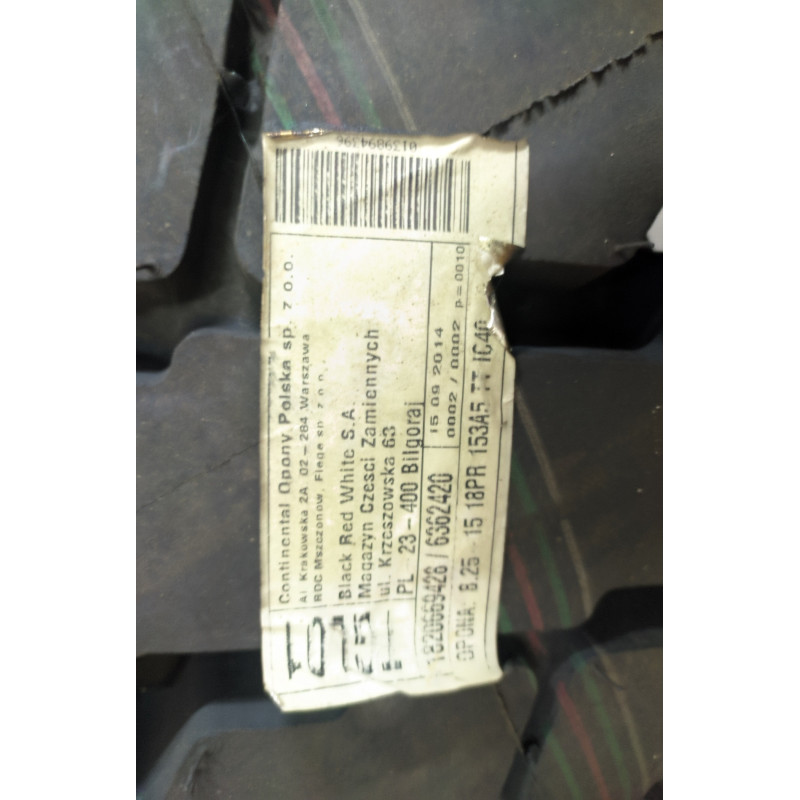 Continental Opony Polska sp. z o.o.
Al Krakowska 2A 02-284 Warszawa
RDC Mszczonow, Fiege sp. z o.o.
Black Red White S.A.
Magazyn Czesci Zamiennych
ul. Krzeszowska 63
PL 23-400 Bilgoraj
15 09 2014
0002 / 0002 p=0010
1820669426 / 6362420
OPONA: 8.25 - 15 18PR 153A5 TT IC40
0139894396